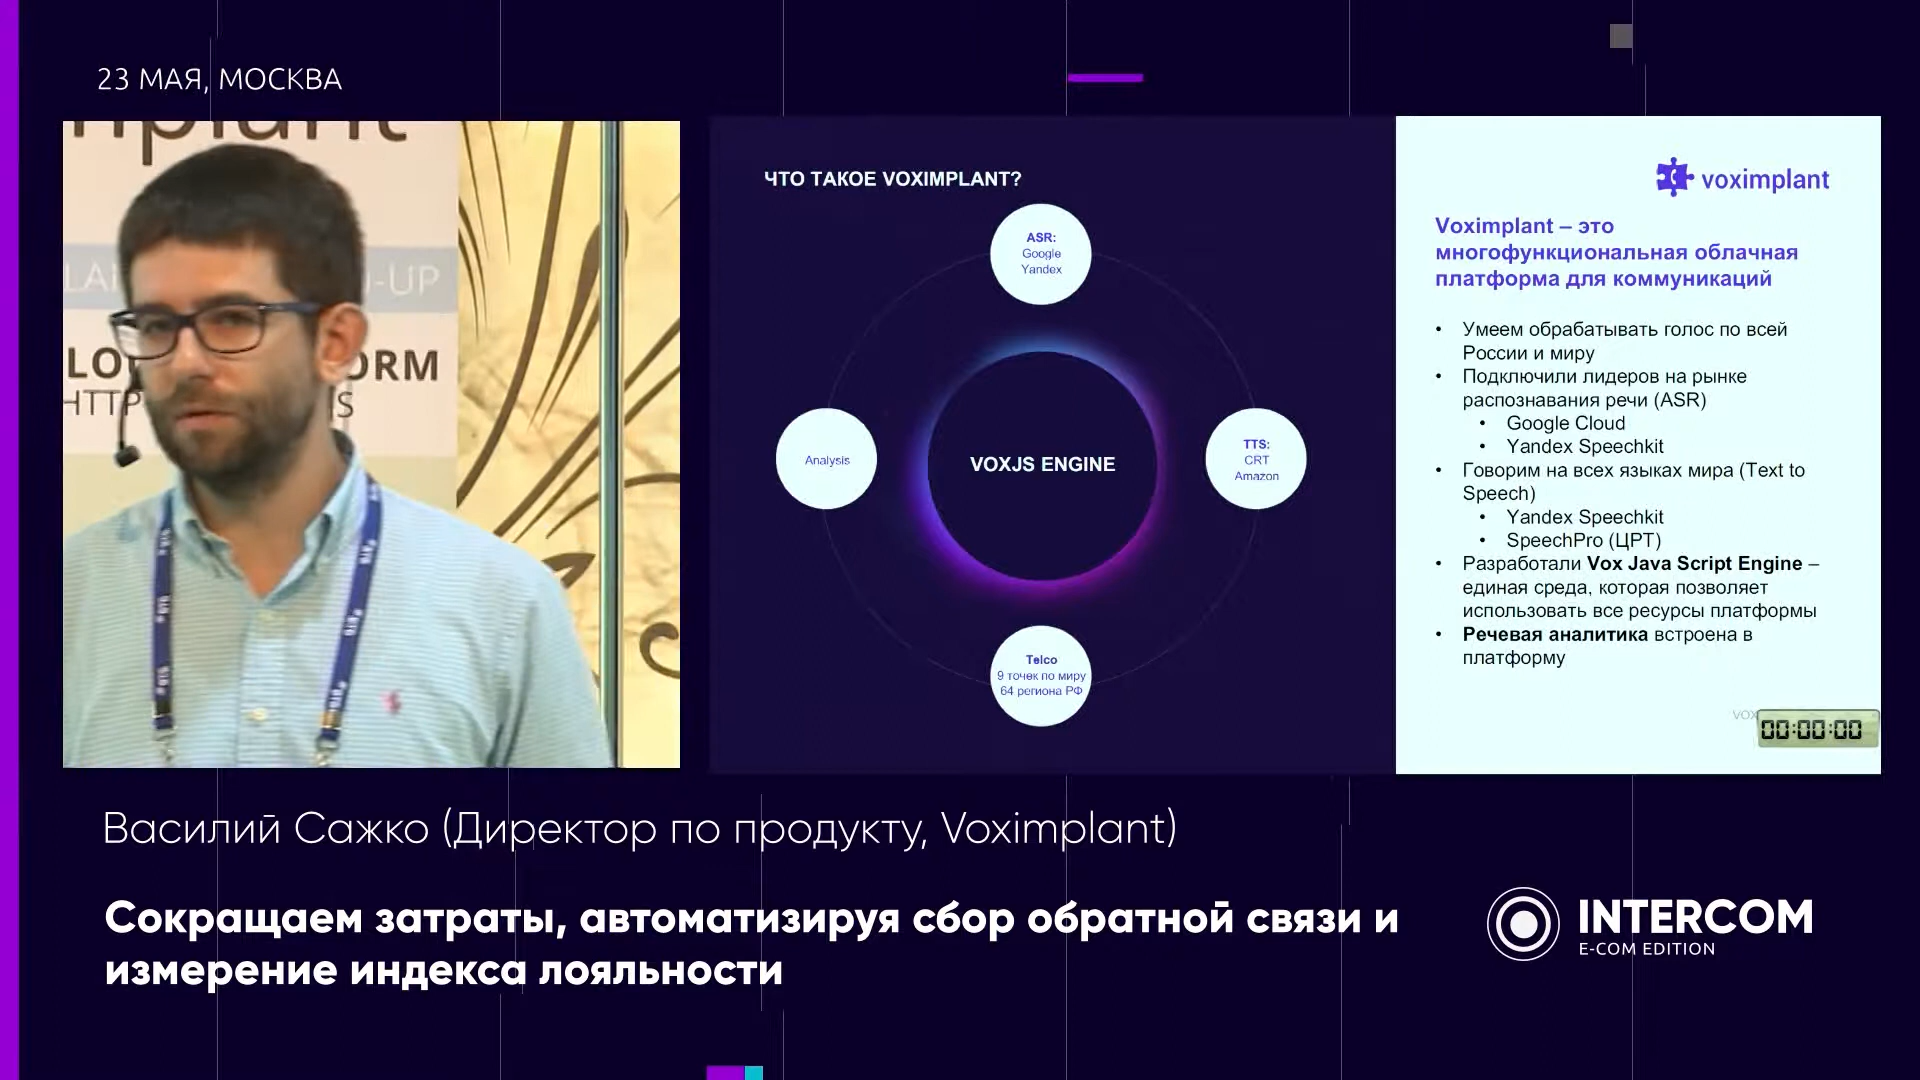 23 МАЯ, МОСКВА
ЧТО ТАКОЕ VOXIMPLANT?
ASR:
Google
Yandex
Analysis
VOXJS ENGINE
TTS:
CRT
Amazon
Telco
9 точек по миру
64 региона РФ
voximplant
Voximplant – это
многофункциональная облачная
платформа для коммуникаций
• Умеем обрабатывать голос по всей
России и миру
• Подключили лидеров на рынке
распознавания речи (ASR)
• Google Cloud
• Yandex Speechkit
• Говорим на всех языках мира (Text to
Speech)
• Yandex Speechkit
• SpeechPro (ЦРТ)
• Разработали Vox Java Script Engine –
единая среда, которая позволяет
использовать все ресурсы платформы
• Речевая аналитика встроена в
платформу
00:00:00
Василий Сажко (Директор по продукту, Voximplant)
Сокращаем затраты, автоматизируя сбор обратной связи и
измерение индекса лояльности
INTERCOM
E-COM EDITION